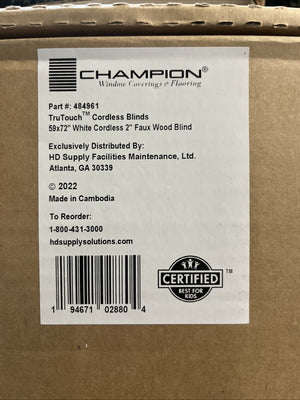 CHAMPION®
Window Coverings & Flooring
Part #: 484961
TruTouch™ Cordless Blinds
59x72" White Cordless 2" Faux Wood Blind
Exclusively Distributed By:
HD Supply Facilities Maintenance, Ltd.
Atlanta, GA 30339
© 2022
Made in Cambodia
To Reorder:
1-800-431-3000
hdsupplysolutions.com
CERTIFIED™
BEST FOR
KIDS
1 94671 02880 4